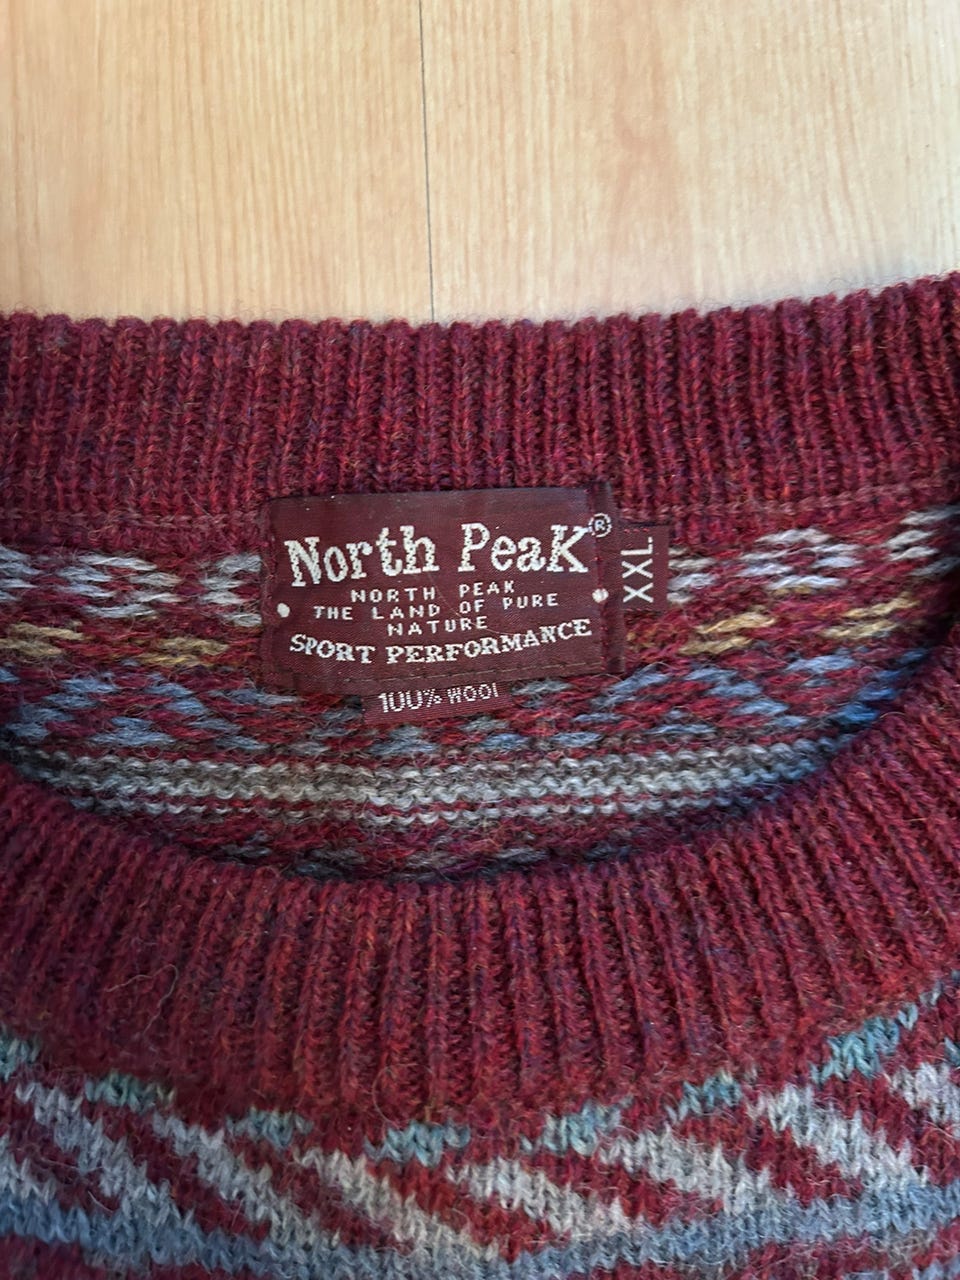 North Peak®
NORTH PEAK
THE LAND OF PURE
NATURE
SPORT PERFORMANCE
XXL
100% WOOL